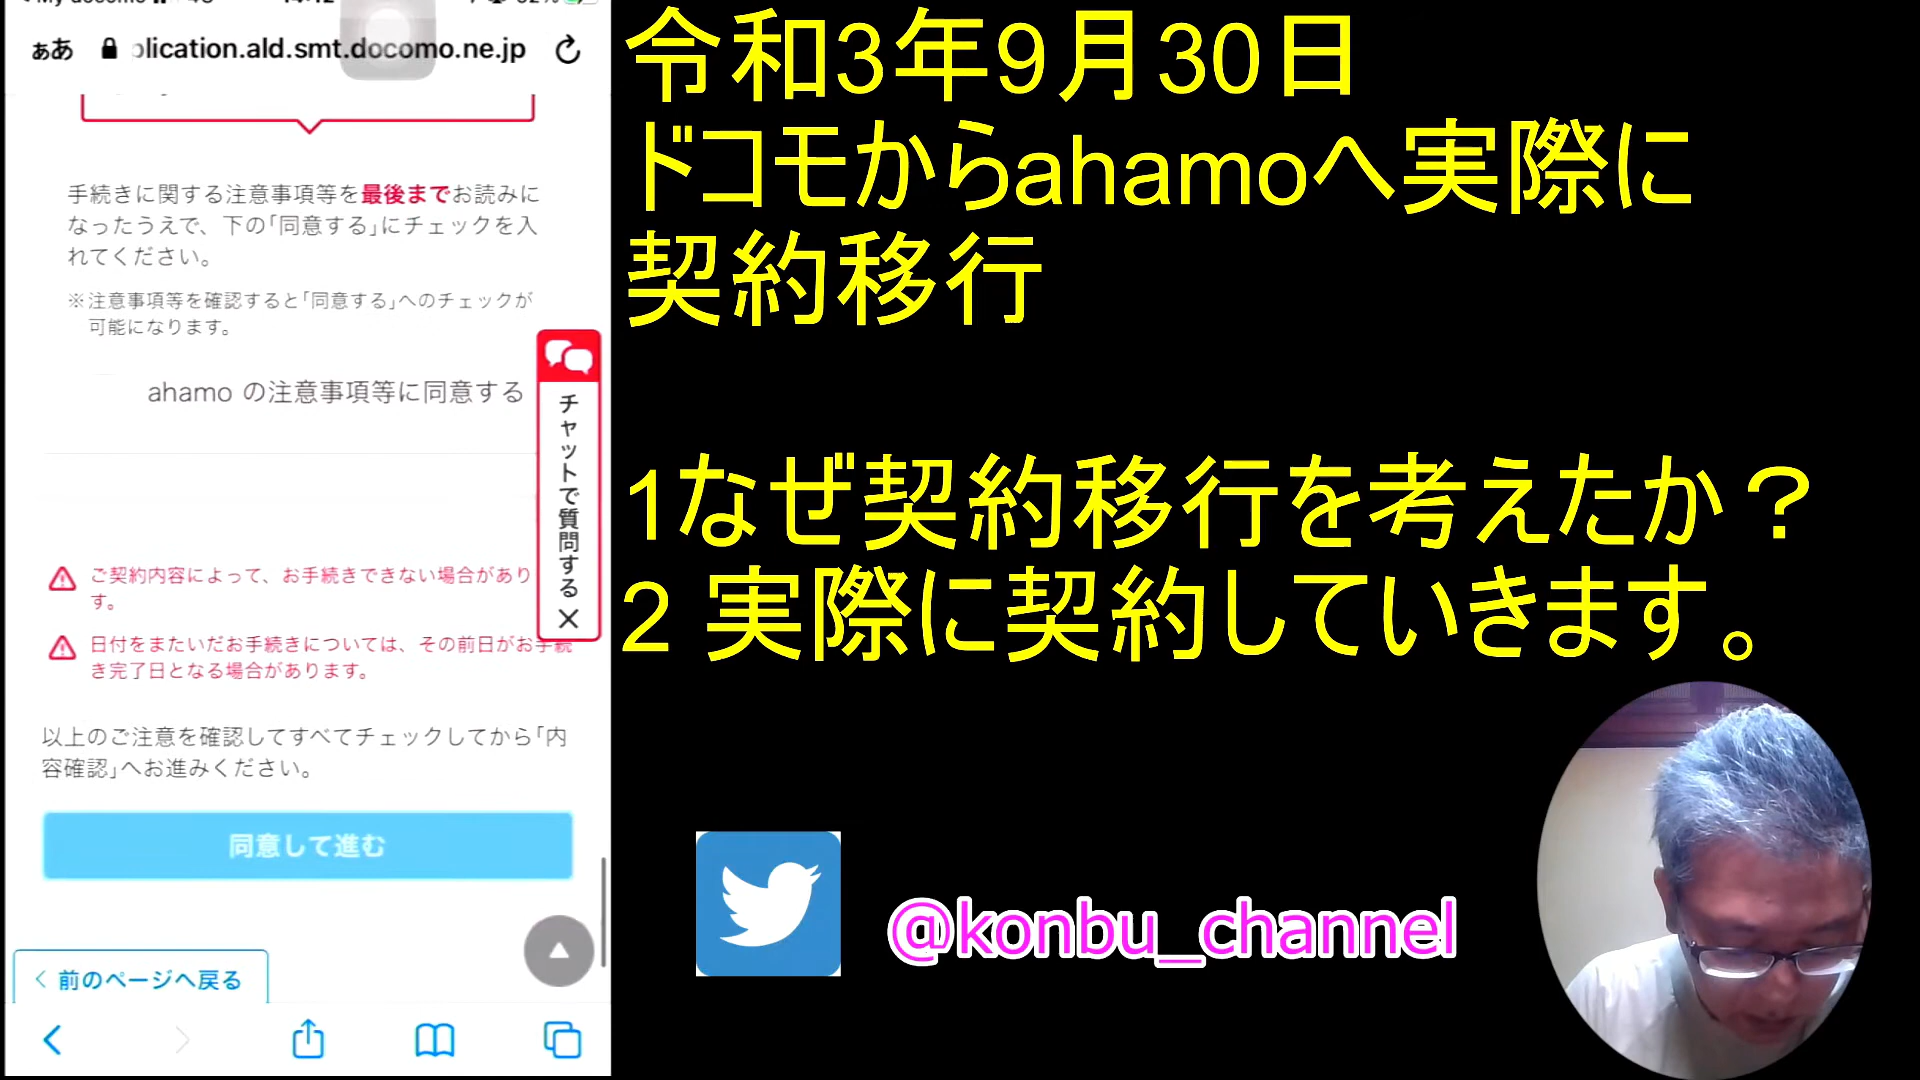 ぁあ
plication.ald.smt.docomo.ne.jp
手続きに関する注意事項等を最後までお読みに
なったうえで、下の｢同意する｣にチェックを入
れてください。
※注意事項等を確認すると｢同意する｣へのチェックが
可能になります。
ahamo の注意事項等に同意する
チャットで質問する
ご契約内容によって、お手続きできない場合があり
す。
日付をまたいだお手続きについては、その前日がお手続
き完了日となる場合があります。
以上のご注意を確認してすべてチェックしてから｢内
容確認｣へお進みください。
同意して進む
前のページへ戻る
令和3年9月30日
ドコモからahamoへ実際に
契約移行
1なぜ契約移行を考えたか？
2 実際に契約していきます。
@konbu_channel